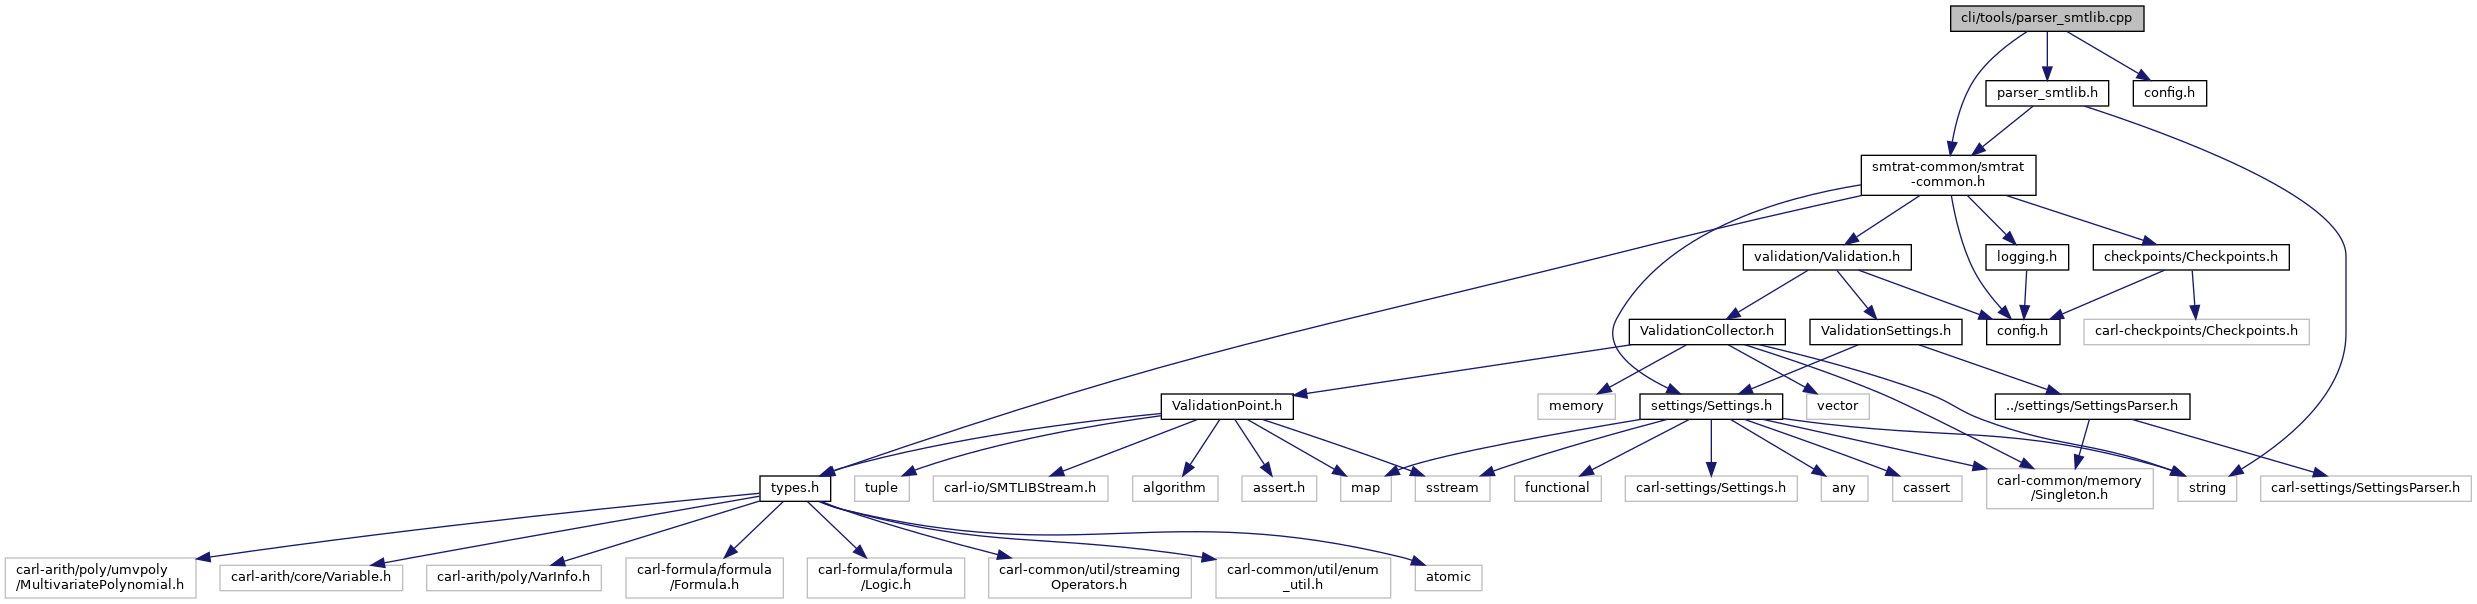 cli/tools/parser_smtlib.cpp
parser_smtlib.h
config.h
smtrat-common/smtrat
-common.h
validation/Validation.h
logging.h
checkpoints/Checkpoints.h
ValidationCollector.h
ValidationSettings.h
config.h
carl-checkpoints/Checkpoints.h
ValidationPoint.h
memory
settings/Settings.h
vector
../settings/SettingsParser.h
types.h
tuple
carl-io/SMTLIBStream.h
algorithm
assert.h
map
sstream
functional
carl-settings/Settings.h
any
cassert
carl-common/memory
/Singleton.h
string
carl-settings/SettingsParser.h
carl-arith/poly/umvpoly
/MultivariatePolynomial.h
carl-arith/core/Variable.h
carl-arith/poly/VarInfo.h
carl-formula/formula
/Formula.h
carl-formula/formula
/Logic.h
carl-common/util/streaming
Operators.h
carl-common/util/enum
_util.h
atomic